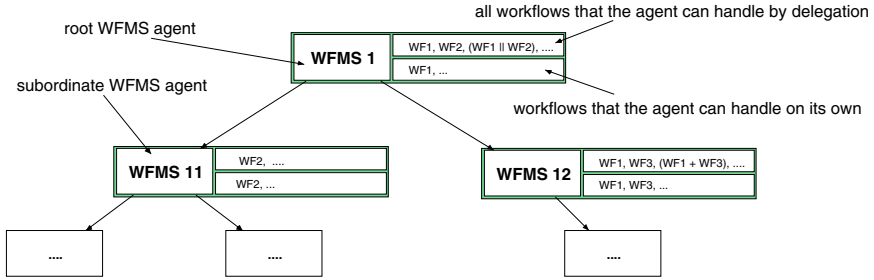 all workflows that the agent can handle by delegation
root WFMS agent
WFMS 1
WF1, WF2, (WF1 || WF2), ....
WF1, ...
subordinate WFMS agent
workflows that the agent can handle on its own
WFMS 11
WF2, ....
WF2, ...
WFMS 12
WF1, WF3, (WF1 + WF3), ....
WF1, WF3, ...
....
....
....